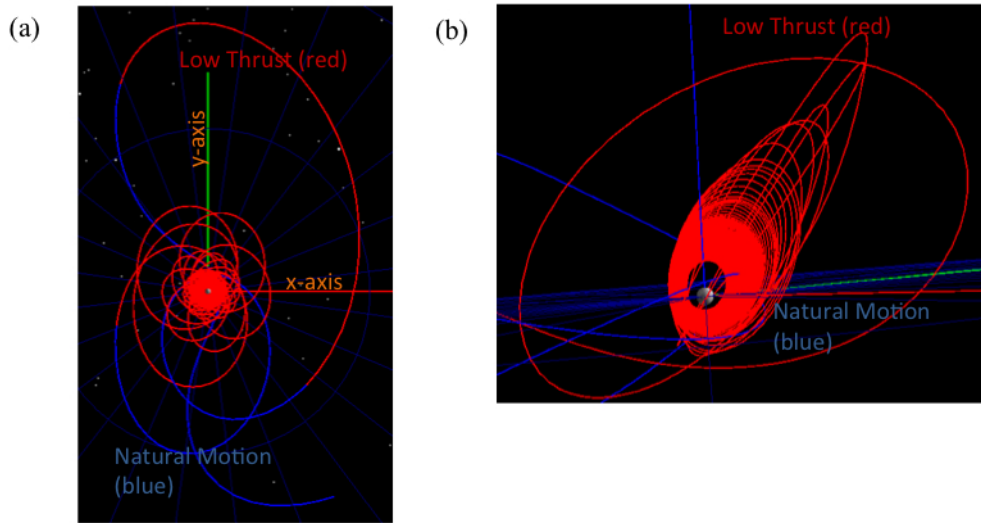 (a)
Low Thrust (red)
y-axis
x-axis
Natural Motion
(blue)
(b)
Low Thrust (red)
Natural Motion
(blue)